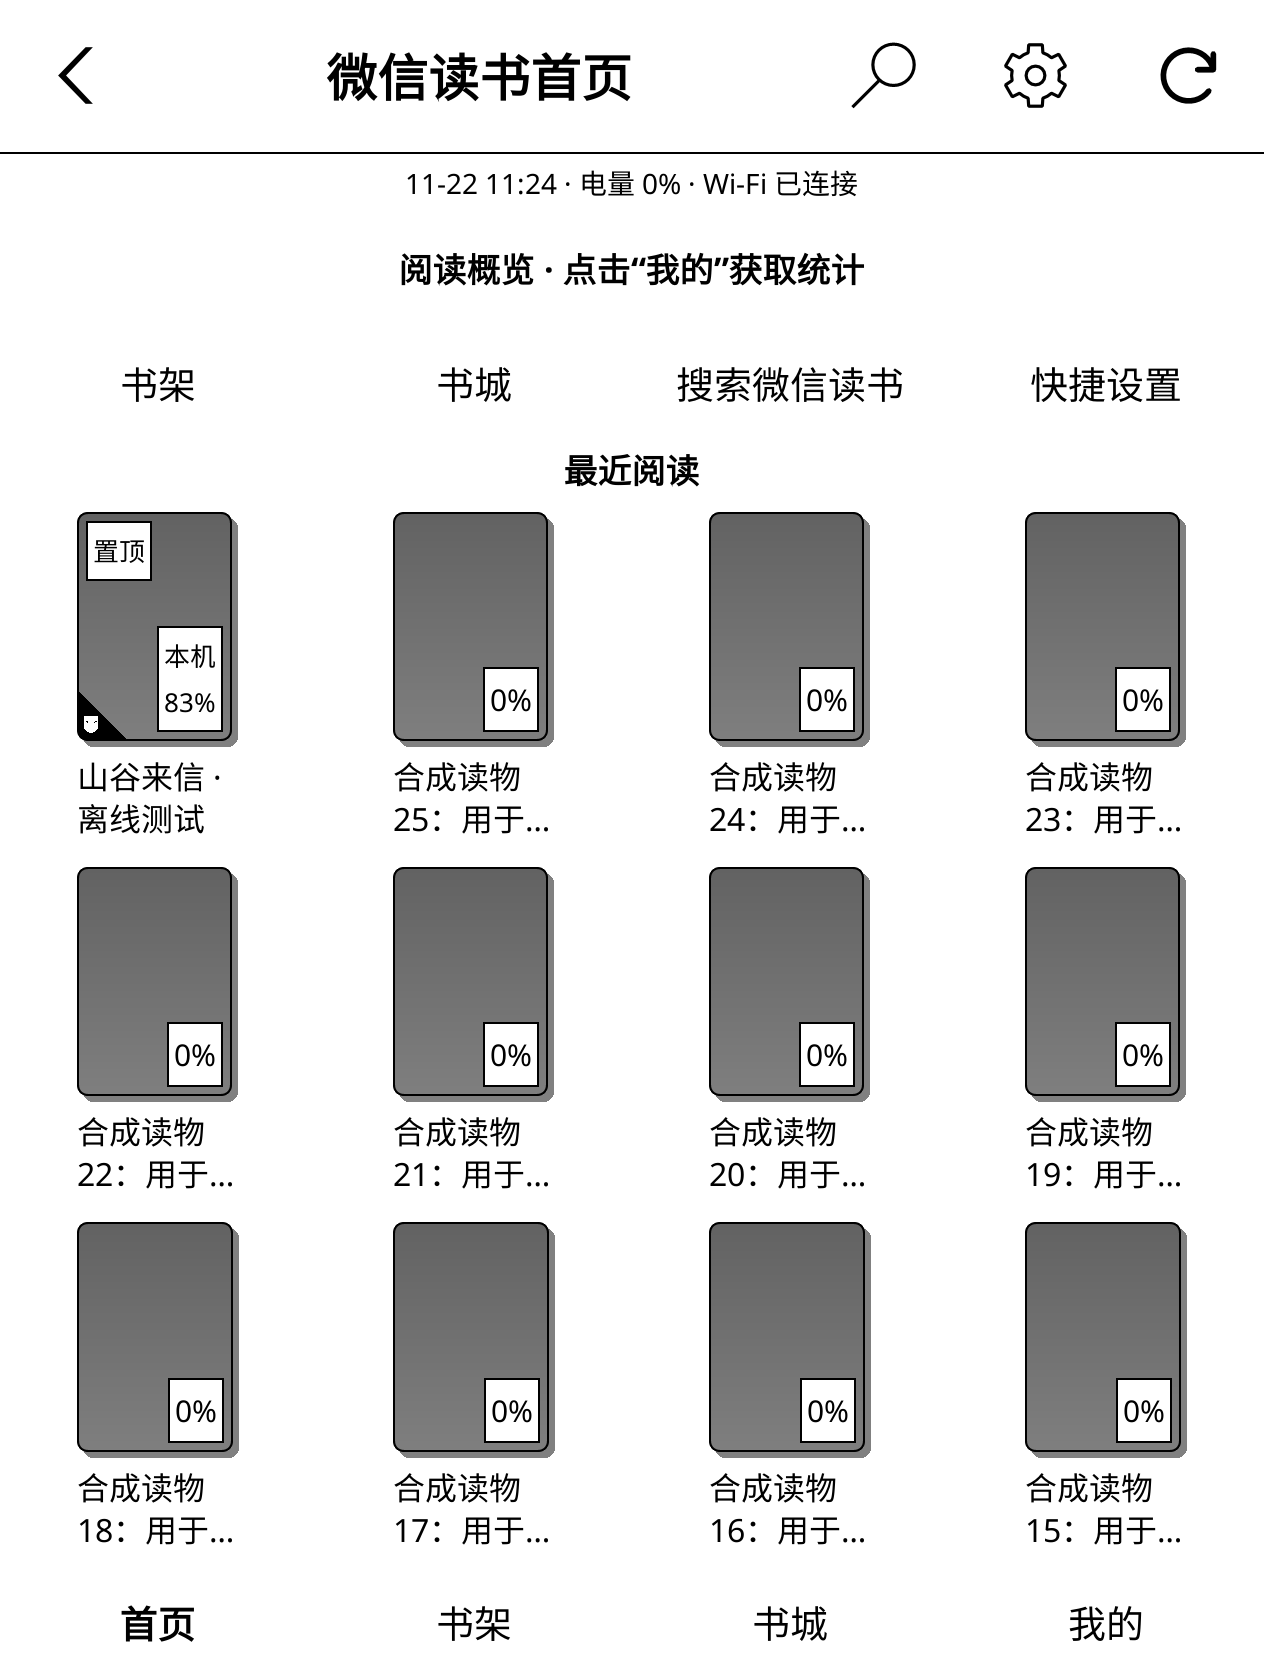 微信读书首页
11-22 11:24 · 电量 0% · Wi-Fi 已连接
阅读概览 · 点击“我的”获取统计
书架 书城 搜索微信读书 快捷设置
最近阅读
置顶
本机
83%
0%
0%
0%
山谷来信 ·
离线测试
合成读物
25：用于...
合成读物
24：用于...
合成读物
23：用于...
0%
0%
0%
0%
合成读物
22：用于...
合成读物
21：用于...
合成读物
20：用于...
合成读物
19：用于...
0%
0%
0%
0%
合成读物
18：用于...
合成读物
17：用于...
合成读物
16：用于...
合成读物
15：用于...
首页 书架 书城 我的